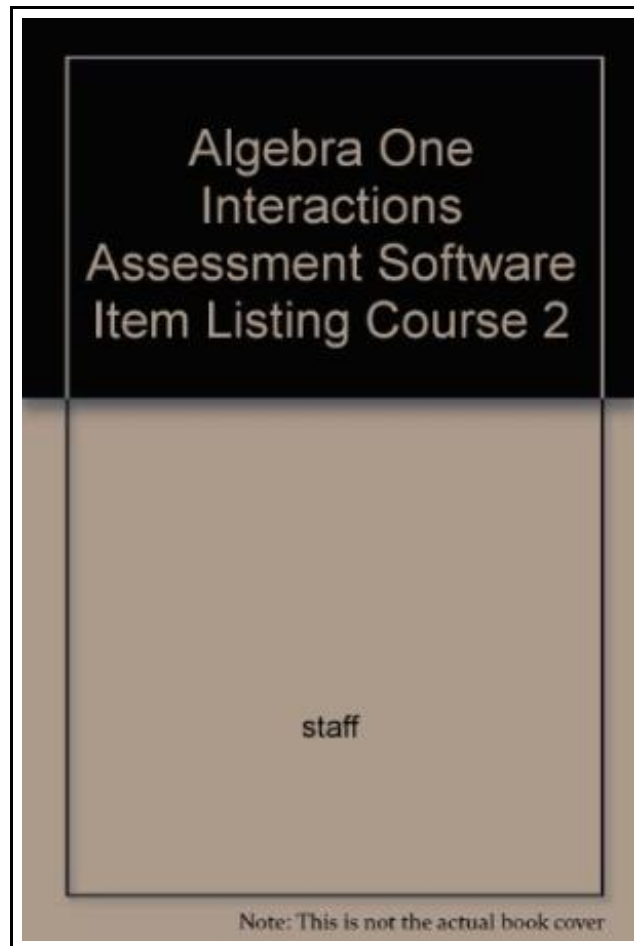 Algebra One
Interactions
Assessment Software
Item Listing Course 2
staff
Note: This is not the actual book cover